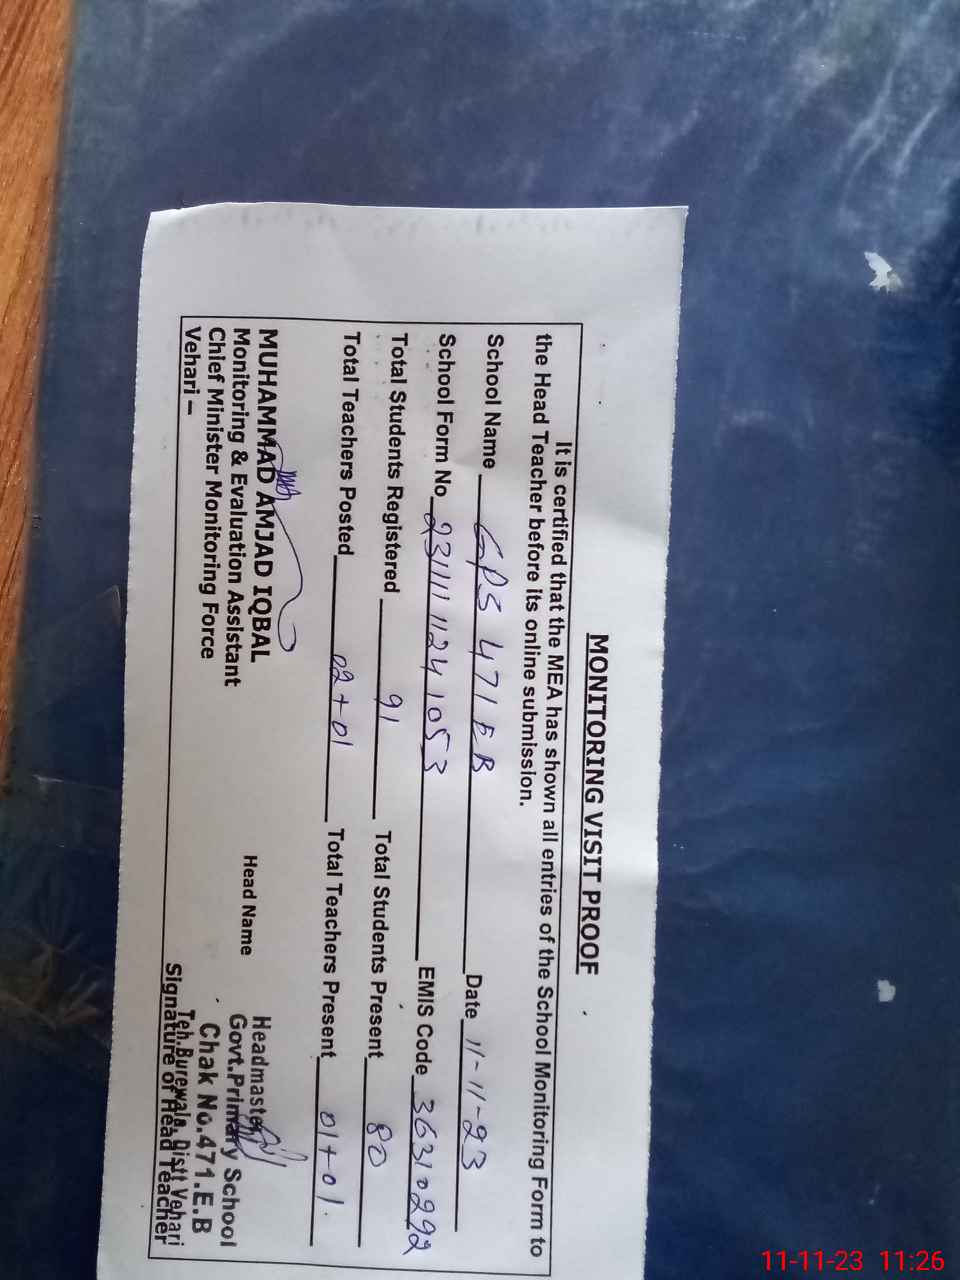 MONITORING VISIT PROOF
It is certified that the MEA has shown all entries of the School Monitoring Form to
the Head Teacher before its online submission.
School Name GPS 471 EB Date 11-11-23
School Form No 2311111241053 EMIS Code 36310292
Total Students Registered 91 Total Students Present 80
Total Teachers Posted 02+01 Total Teachers Present 01+01.
MUHAMMAD AMJAD IQBAL
Monitoring & Evaluation Assistant
Chief Minister Monitoring Force
Vehari –
Head Name
Headmaster
Govt.Primary School
Chak No.471.E.B
Teh.Burewala, Distt Vehari
Signature of Head Teacher
11-11-23 11:26